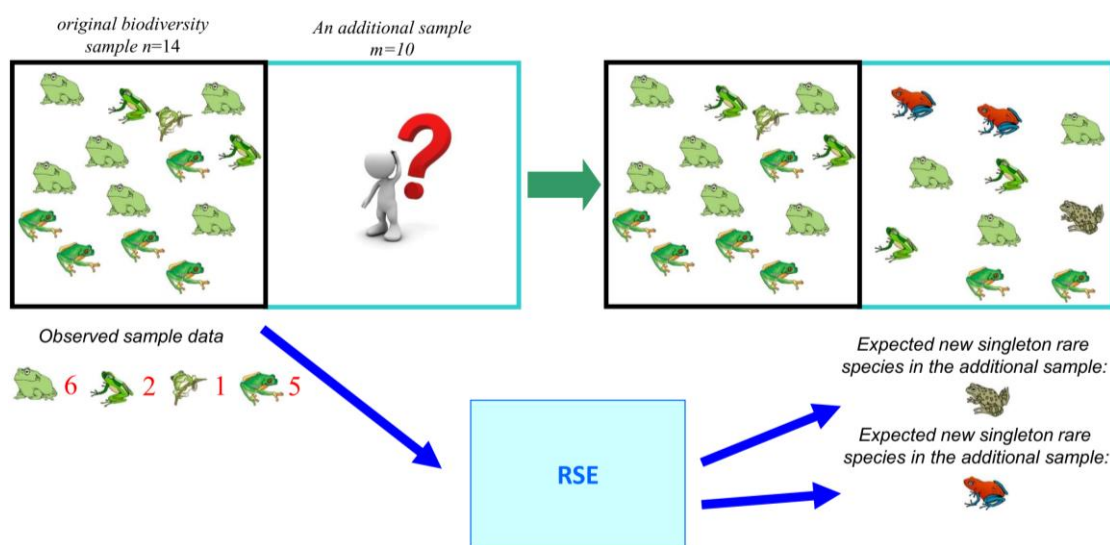 original biodiversity
sample n=14
An additional sample
m=10
Observed sample data
6 2 1 5
RSE
Expected new singleton rare
species in the additional sample:
Expected new singleton rare
species in the additional sample: